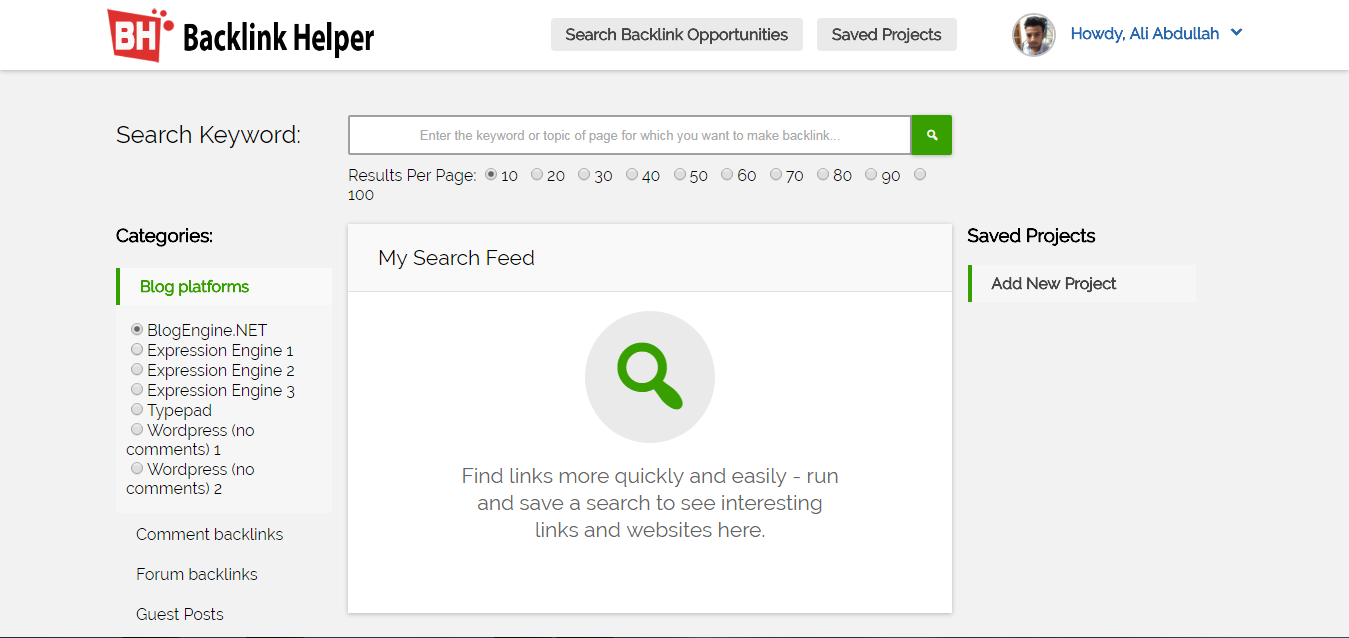 BH Backlink Helper
Search Backlink Opportunities
Saved Projects
Howdy, Ali Abdullah
Search Keyword:
Enter the keyword or topic of page for which you want to make backlink...
Results Per Page: 10 20 30 40 50 60 70 80 90
100
Categories:
Blog platforms
BlogEngine.NET
Expression Engine 1
Expression Engine 2
Expression Engine 3
Typepad
Wordpress (no
comments) 1
Wordpress (no
comments) 2
Comment backlinks
Forum backlinks
Guest Posts
My Search Feed
Find links more quickly and easily - run
and save a search to see interesting
links and websites here.
Saved Projects
Add New Project